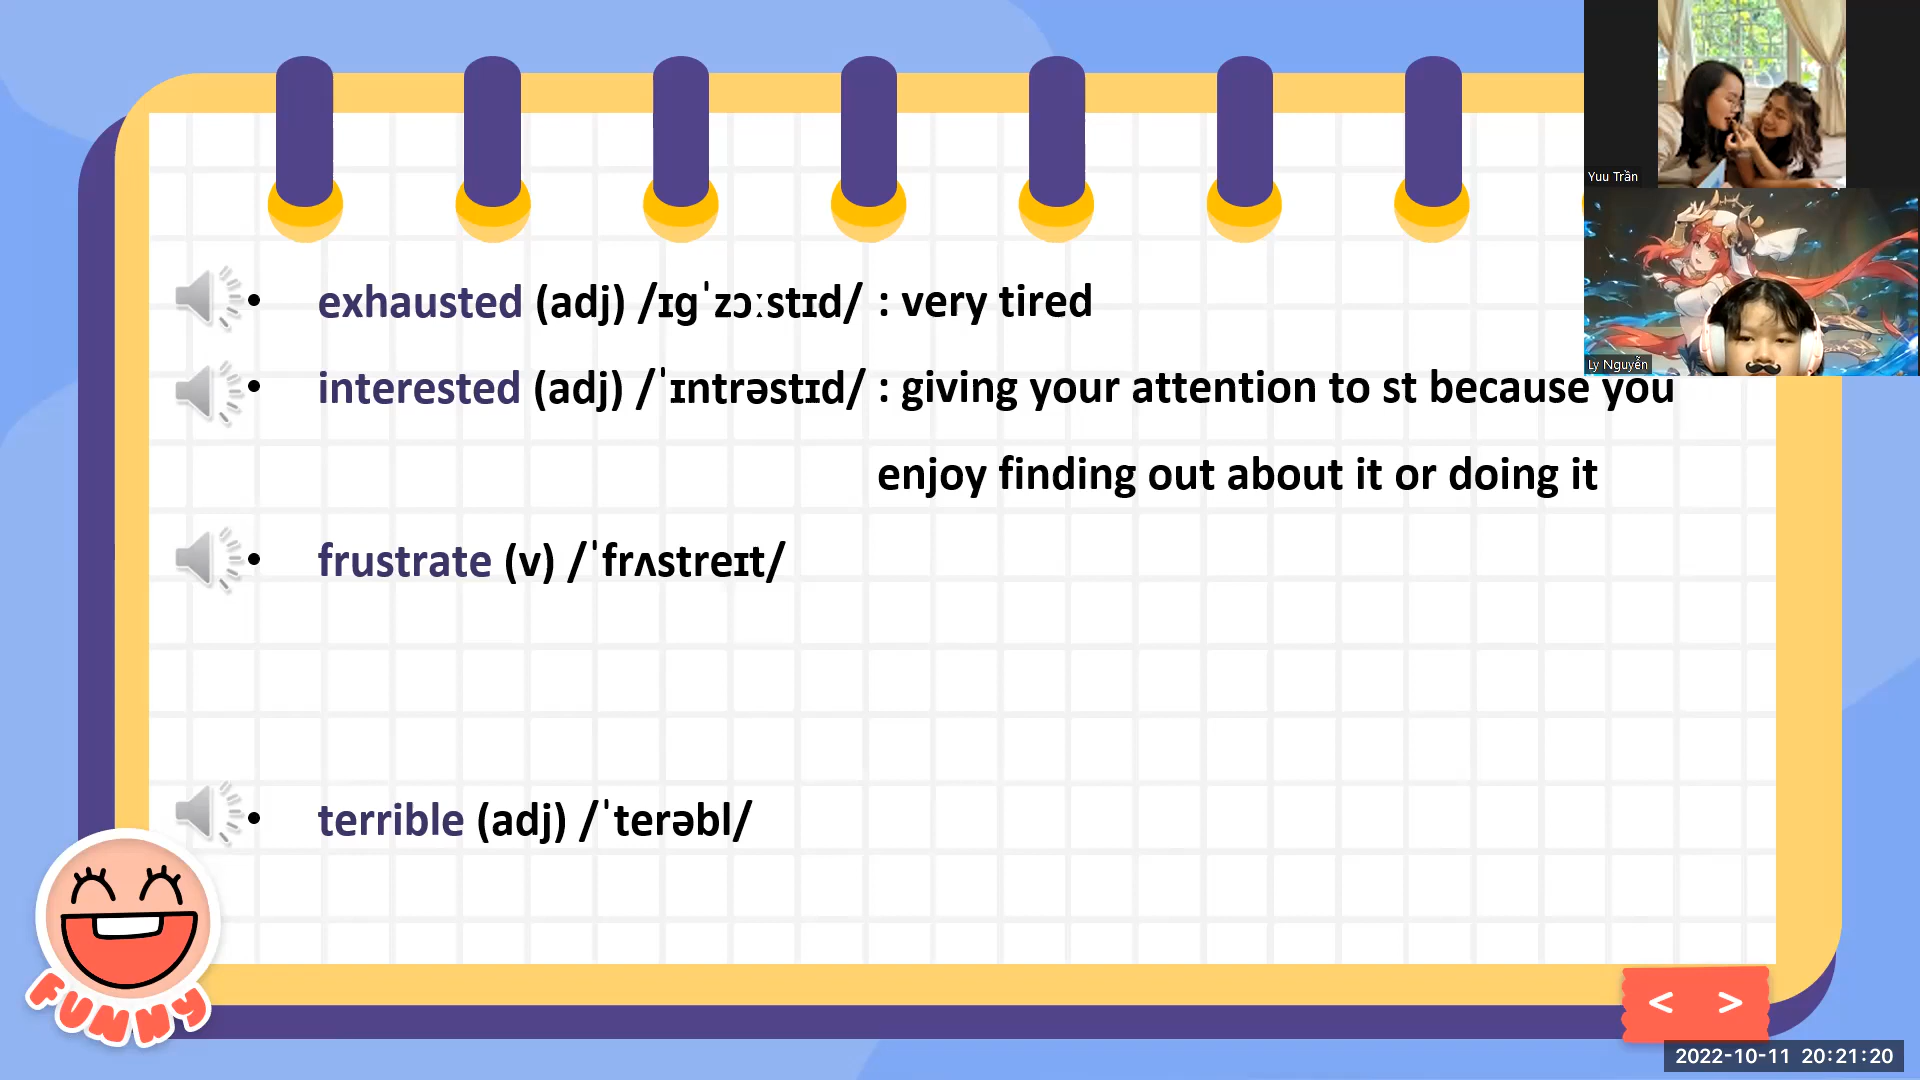 Yuu Trần
• exhausted (adj) /ɪɡˈzɔːstɪd/ : very tired
Ly Nguyễn
• interested (adj) /ˈɪntrəstɪd/ : giving your attention to st because you
enjoy finding out about it or doing it
• frustrate (v) /ˈfrʌstreɪt/
• terrible (adj) /ˈterəbl/
FUNNY
< >
2022-10-11 20:21:20